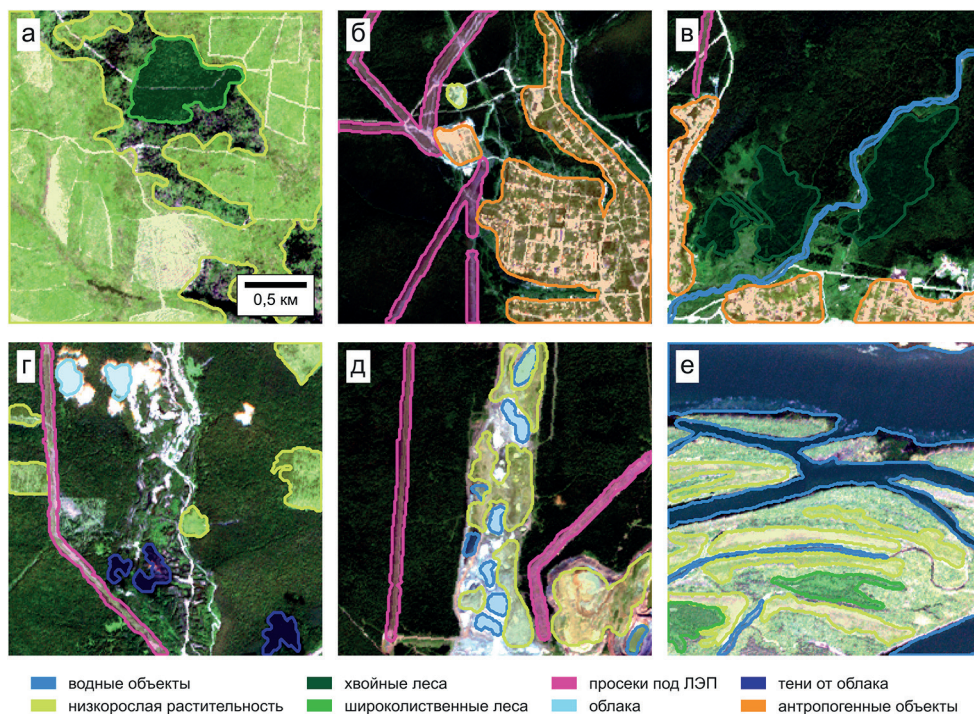 а
б
в
0,5 км
г
д
е
водные объекты
хвойные леса
просеки под ЛЭП
тени от облака
низкорослая растительность
широколиственные леса
облака
антропогенные объекты